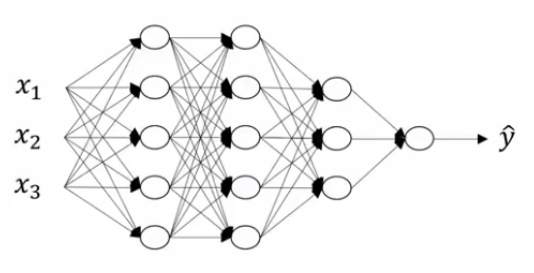 x₁
x₂
x₃
ŷ